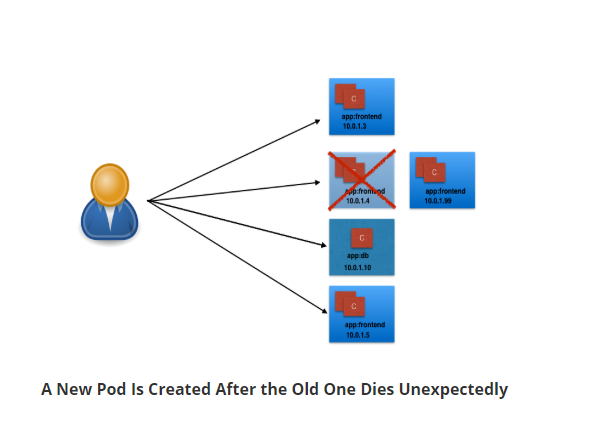 C
app:frontend
10.0.1.3
C
app:frontend
10.0.1.4
C
app:frontend
10.0.1.99
C
app:db
10.0.1.10
C
app:frontend
10.0.1.5
A New Pod Is Created After the Old One Dies Unexpectedly